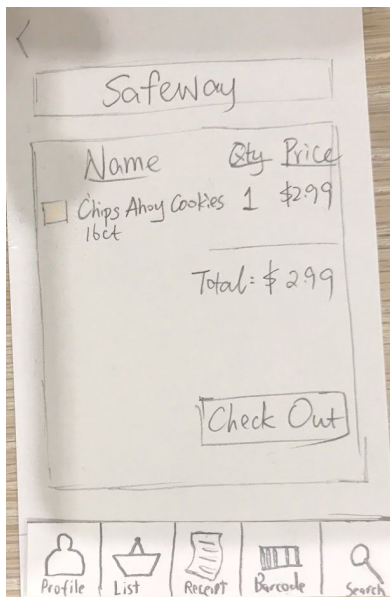 Safeway
Name Qty Price
Chips Ahoy Cookies 1 $2.99
16ct
Total: $2.99
Check Out
Profile List Receipt Barcode Search